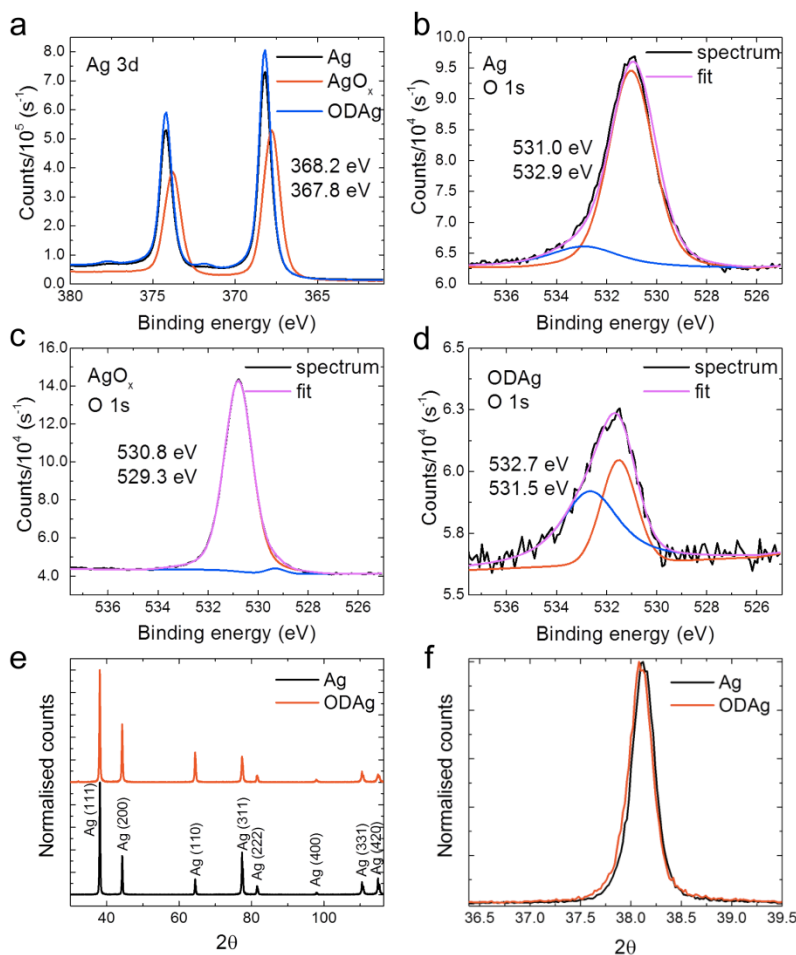 a
Ag 3d
Ag
AgOx
ODAg
368.2 eV
367.8 eV
Counts/10⁵ (s⁻¹)
8.0
7.0
6.0
5.0
4.0
3.0
2.0
1.0
0.0
380 375 370 365
Binding energy (eV)
b
Ag
O 1s
spectrum
fit
531.0 eV
532.9 eV
Counts/10⁴ (s⁻¹)
10.0
9.5
9.0
8.5
8.0
7.5
7.0
6.5
6.0
536 534 532 530 528 526
Binding energy (eV)
c
AgOx
O 1s
spectrum
fit
530.8 eV
529.3 eV
Counts/10⁴ (s⁻¹)
16.0
14.0
12.0
10.0
8.0
6.0
4.0
536 534 532 530 528 526
Binding energy (eV)
d
ODAg
O 1s
spectrum
fit
532.7 eV
531.5 eV
Counts/10⁴ (s⁻¹)
6.5
6.3
6.0
5.8
5.5
536 534 532 530 528 526
Binding energy (eV)
e
Ag
ODAg
Normalised counts
Ag (111)
Ag (200)
Ag (110)
Ag (311)
Ag (222)
Ag (400)
Ag (331)
Ag (420)
40 60 80 100
2θ
f
Ag
ODAg
Normalised counts
36.5 37.0 37.5 38.0 38.5 39.0 39.5
2θ